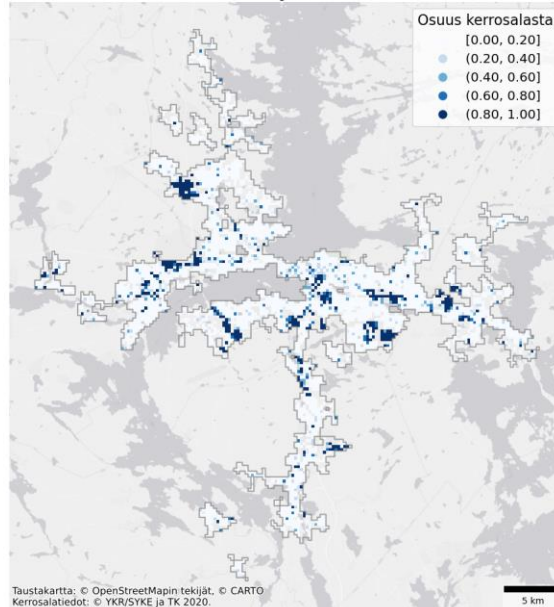 Osuus kerrosalasta
[0.00, 0.20]
(0.20, 0.40]
(0.40, 0.60]
(0.60, 0.80]
(0.80, 1.00]
Taustakartta: © OpenStreetMapin tekijät, © CARTO
Kerrosalatiedot: © YKR/SYKE ja TK 2020.
5 km